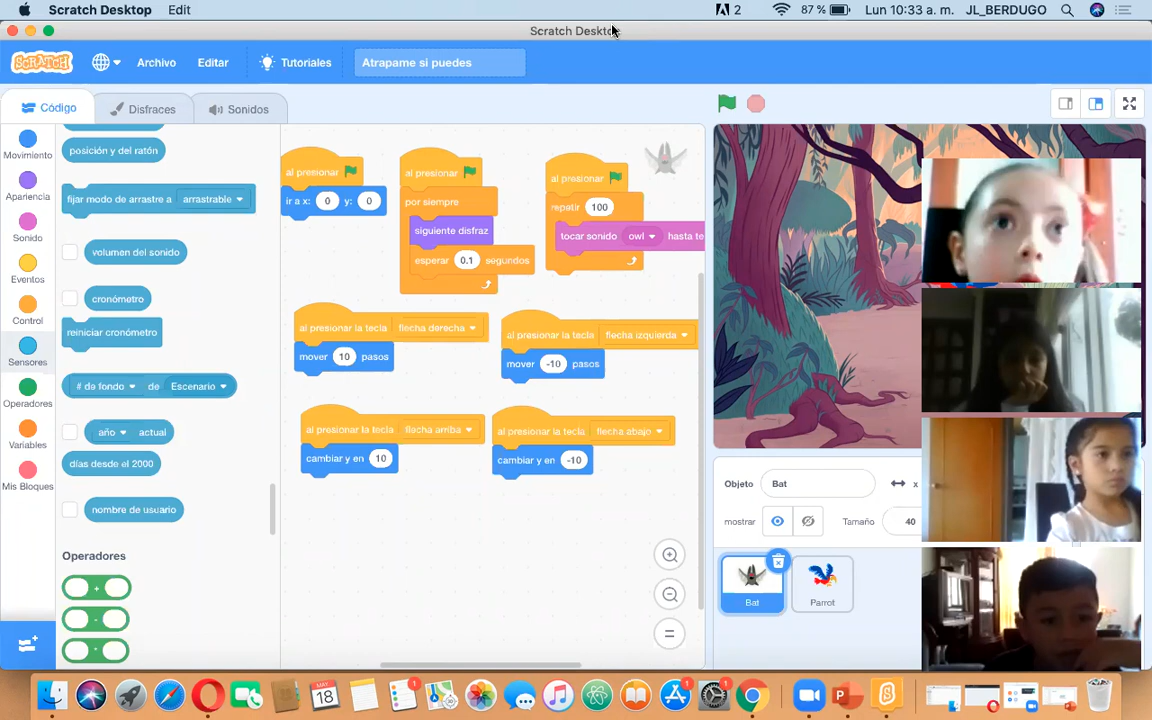 Scratch Desktop Edit
2 87 % Lun 10:33 a. m. JL_BERDUGO
Scratch Desktop
SCRATCH Archivo Editar Tutoriales Atrapame si puedes
Código Disfraces Sonidos
Movimiento
Apariencia
Sonido
Eventos
Control
Sensores
Operadores
Variables
Mis Bloques
posición y del ratón
fijar modo de arrastre a arrastrable
volumen del sonido
cronómetro
reiniciar cronómetro
# de fondo de Escenario
año actual
días desde el 2000
nombre de usuario
Operadores
+
-
*
al presionar
ir a x: 0 y: 0
al presionar
por siempre
siguiente disfraz
esperar 0.1 segundos
al presionar
repetir 100
tocar sonido owl hasta te
al presionar la tecla flecha derecha
mover 10 pasos
al presionar la tecla flecha izquierda
mover -10 pasos
al presionar la tecla flecha arriba
cambiar y en 10
al presionar la tecla flecha abajo
cambiar y en -10
Objeto Bat x
mostrar Tamaño 40
Bat Parrot
MAY
18
1
1